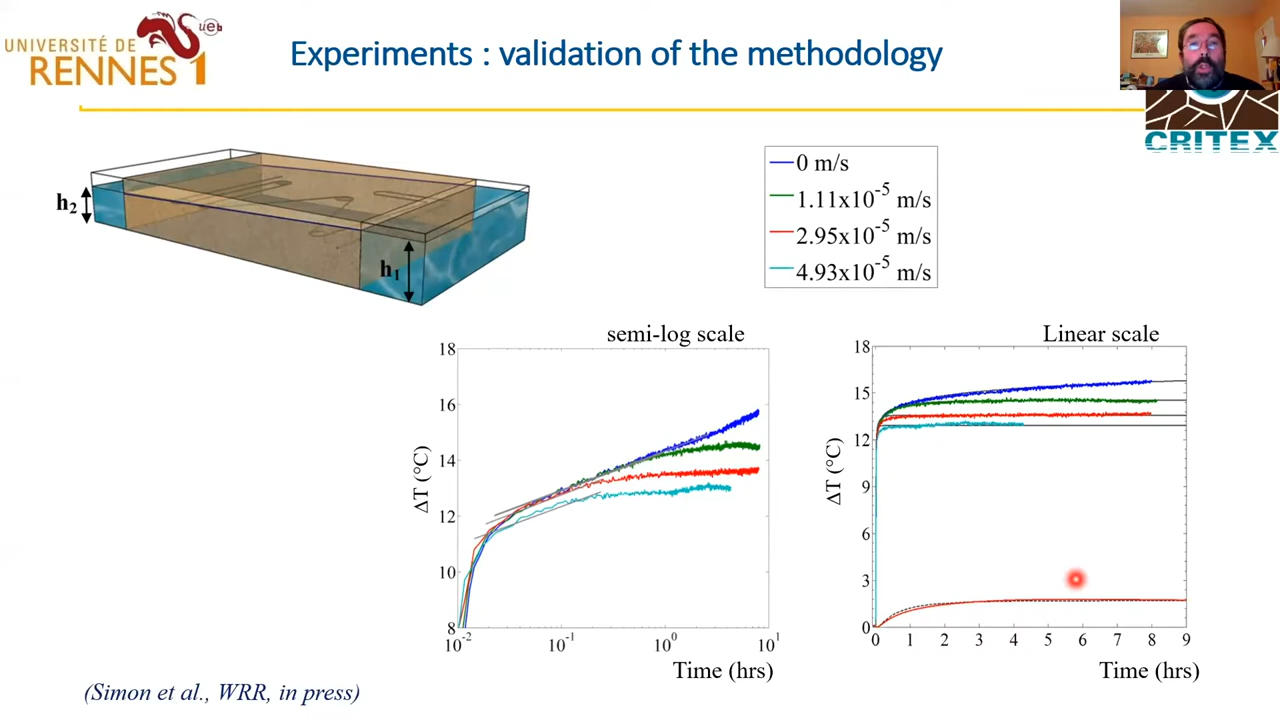 UNIVERSITÉ DE
RENNES 1
ueb
Experiments : validation of the methodology
CRITEX
h2
h1
0 m/s
1.11x10-5 m/s
2.95x10-5 m/s
4.93x10-5 m/s
semi-log scale
18
16
14
12
10
8
ΔT (°C)
10-2
10-1
100
101
Time (hrs)
Linear scale
18
15
12
9
6
3
0
ΔT (°C)
0 1 2 3 4 5 6 7 8 9
Time (hrs)
(Simon et al., WRR, in press)